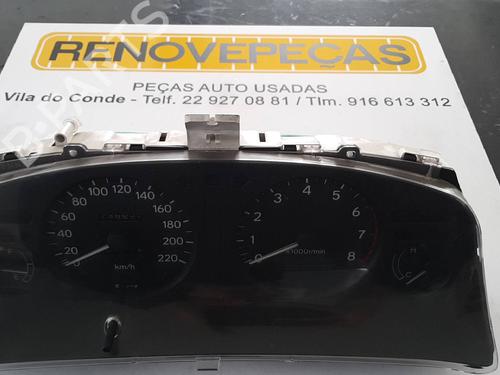 RENOVEPEÇAS
PEÇAS AUTO USADAS
Vila do Conde - Telf. 22 927 08 81 / Tlm. 916 613 312
B-PARTS
0 20 40 60 80 100 120 140 160 180 200 220
km/h
0 1 2 3 4 5 6 7 8
x1000r/min
H
C